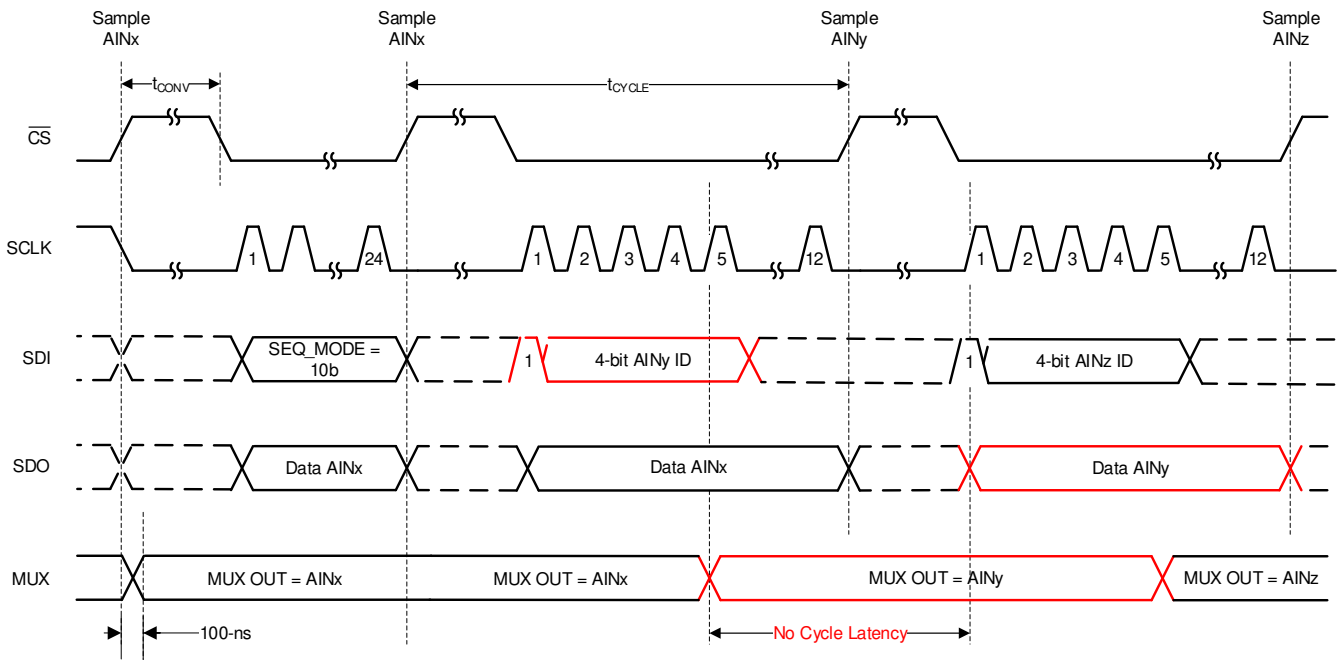 Sample
AINx
Sample
AINx
Sample
AINy
Sample
AINz
tCONV
tCYCLE
CS
SCLK
1
24
1
2
3
4
5
12
1
2
3
4
5
12
SDI
SEQ_MODE =
10b
1
4-bit AINy ID
1
4-bit AINz ID
SDO
Data AINx
Data AINx
Data AINy
MUX
MUX OUT = AINx
MUX OUT = AINx
MUX OUT = AINy
MUX OUT = AINz
100-ns
No Cycle Latency